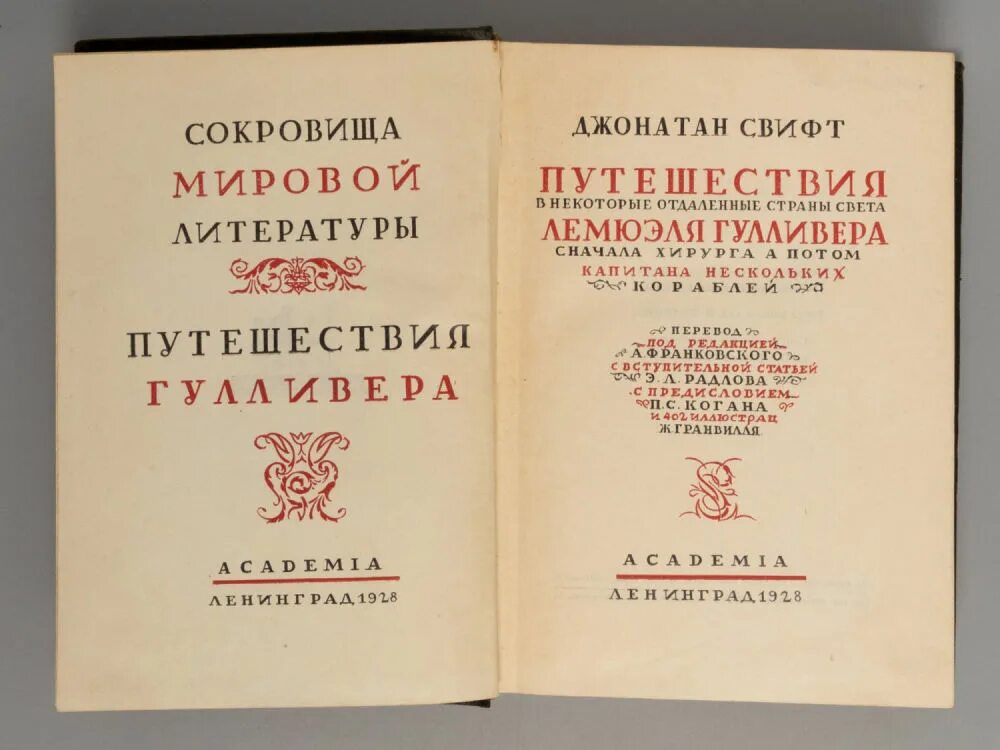 СОКРОВИЩА
МИРОВОЙ
ЛИТЕРАТУРЫ
ПУТЕШЕСТВИЯ
ГУЛЛИВЕРА
ACADEMIA
ЛЕНИНГРАД 1928
ДЖОНАТАН СВИФТ
ПУТЕШЕСТВИЯ
В НЕКОТОРЫЕ ОТДАЛЕННЫЕ СТРАНЫ СВЕТА
ЛЕМЮЭЛЯ ГУЛЛИВЕРА
СНАЧАЛА ХИРУРГА А ПОТОМ
КАПИТАНА НЕСКОЛЬКИХ
КОРАБЛЕЙ
ПЕРЕВОД
ПОД РЕДАКЦИЕЙ
А. ФРАНКОВСКОГО
С ВСТУПИТЕЛЬНОЙ СТАТЬЕЙ
Э. Л. РАДЛОВА
С ПРЕДИСЛОВИЕМ
П. С. КОГАНА
И 402 ИЛЛЮСТРАЦ
Ж. ГРАНВИЛЛЯ
ACADEMIA
ЛЕНИНГРАД 1928